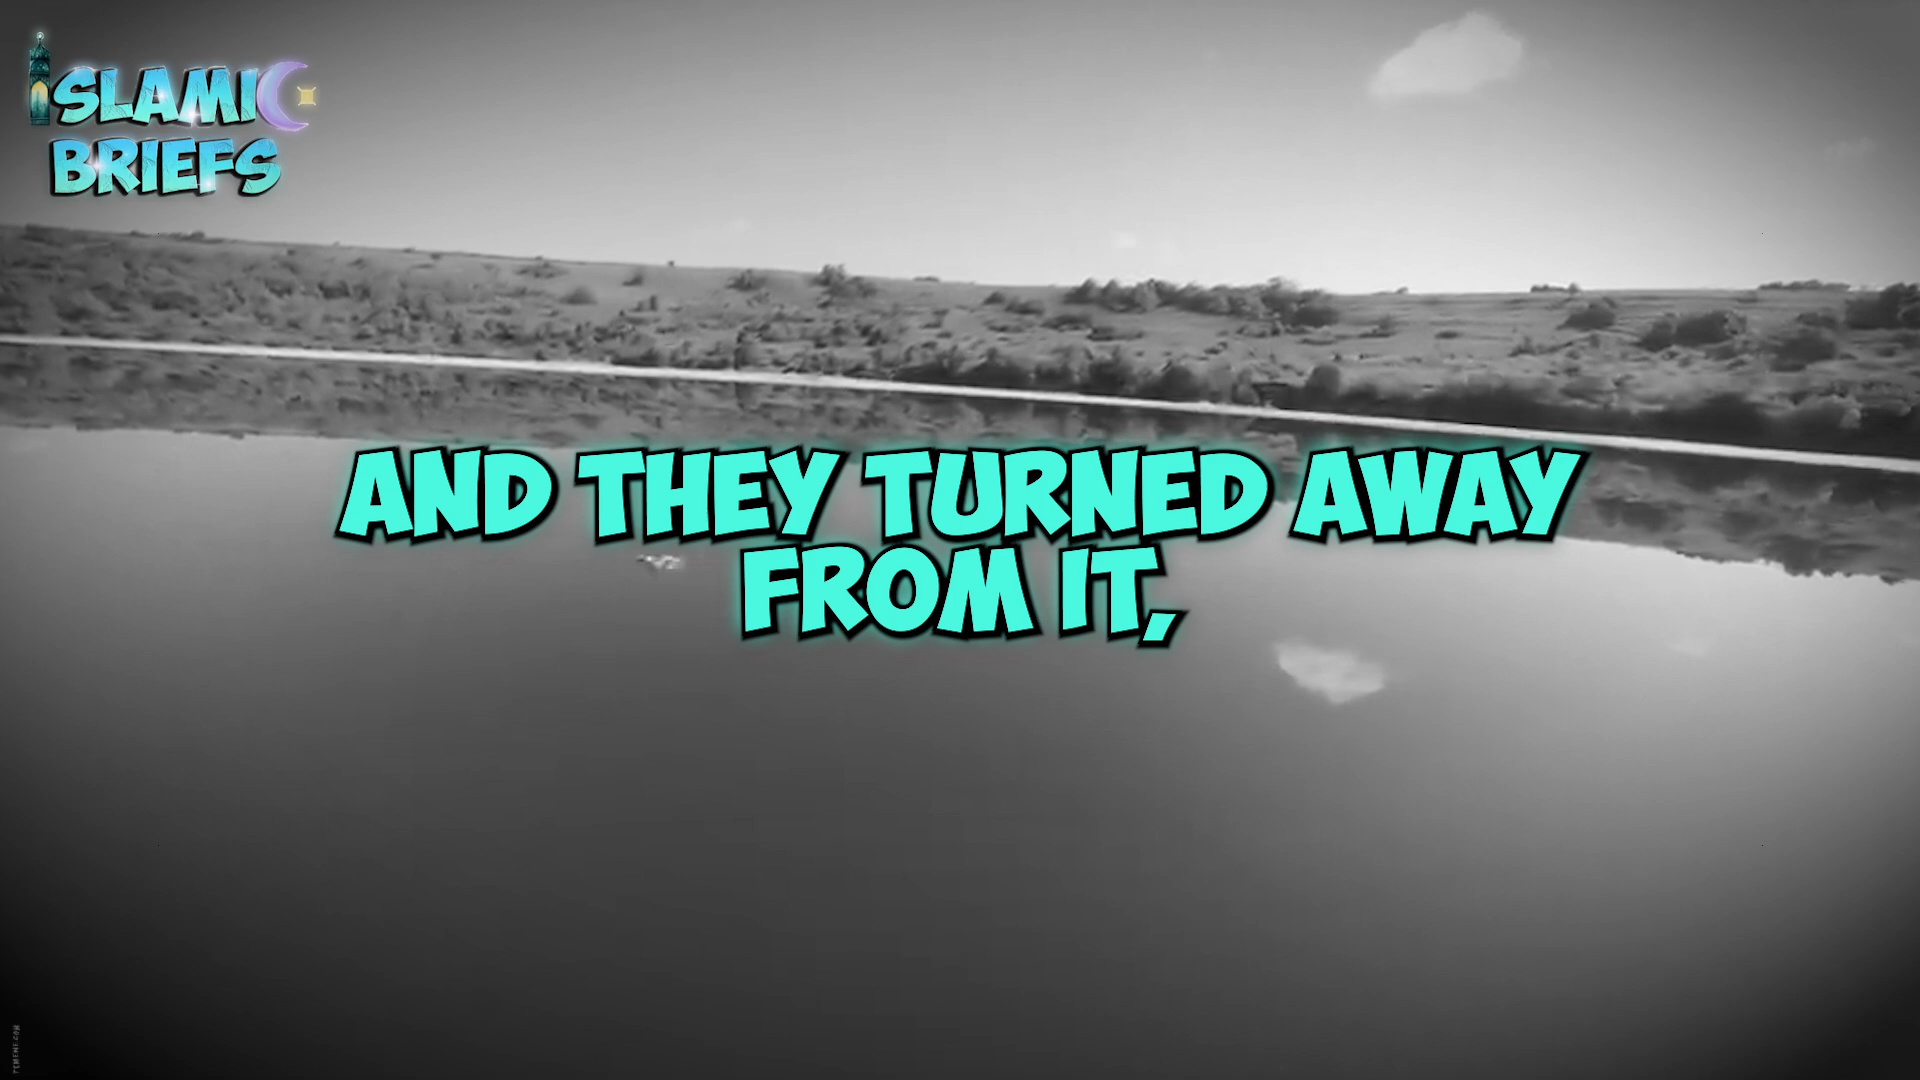 ISLAMIC
BRIEFS
AND THEY TURNED AWAY
FROM IT,